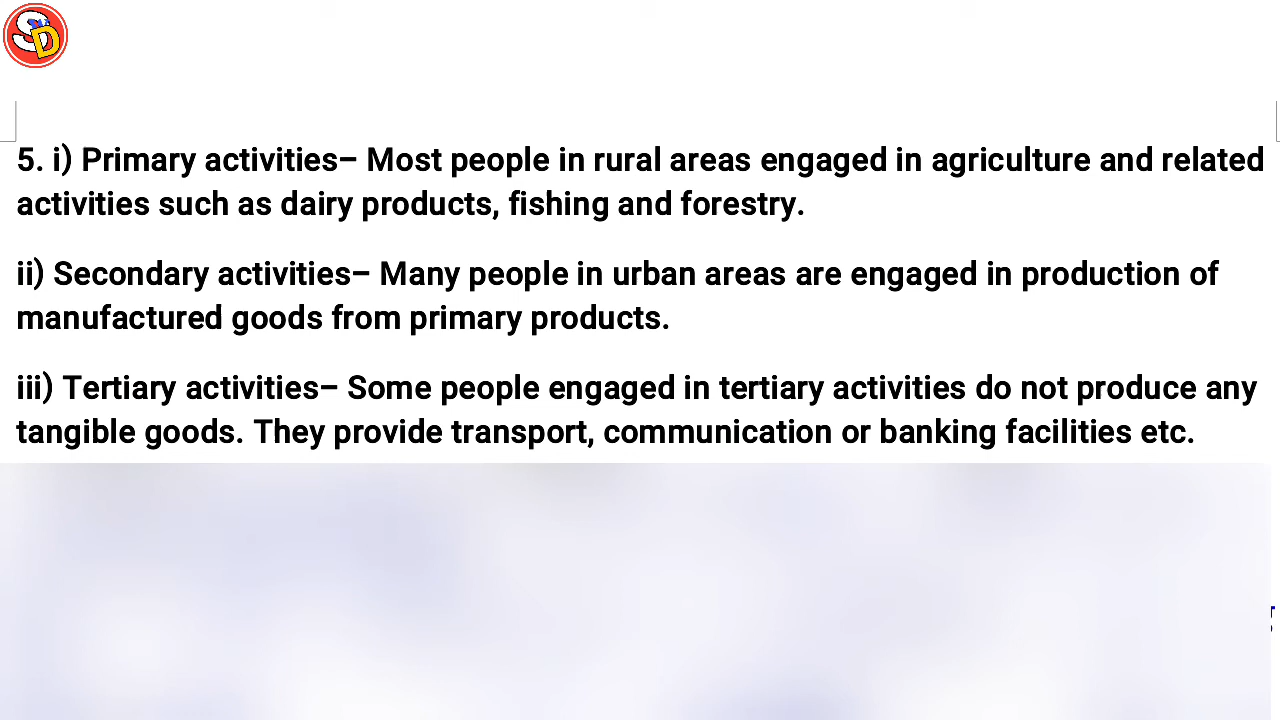 SD
5. i) Primary activities– Most people in rural areas engaged in agriculture and related
activities such as dairy products, fishing and forestry.
ii) Secondary activities– Many people in urban areas are engaged in production of
manufactured goods from primary products.
iii) Tertiary activities– Some people engaged in tertiary activities do not produce any
tangible goods. They provide transport, communication or banking facilities etc.